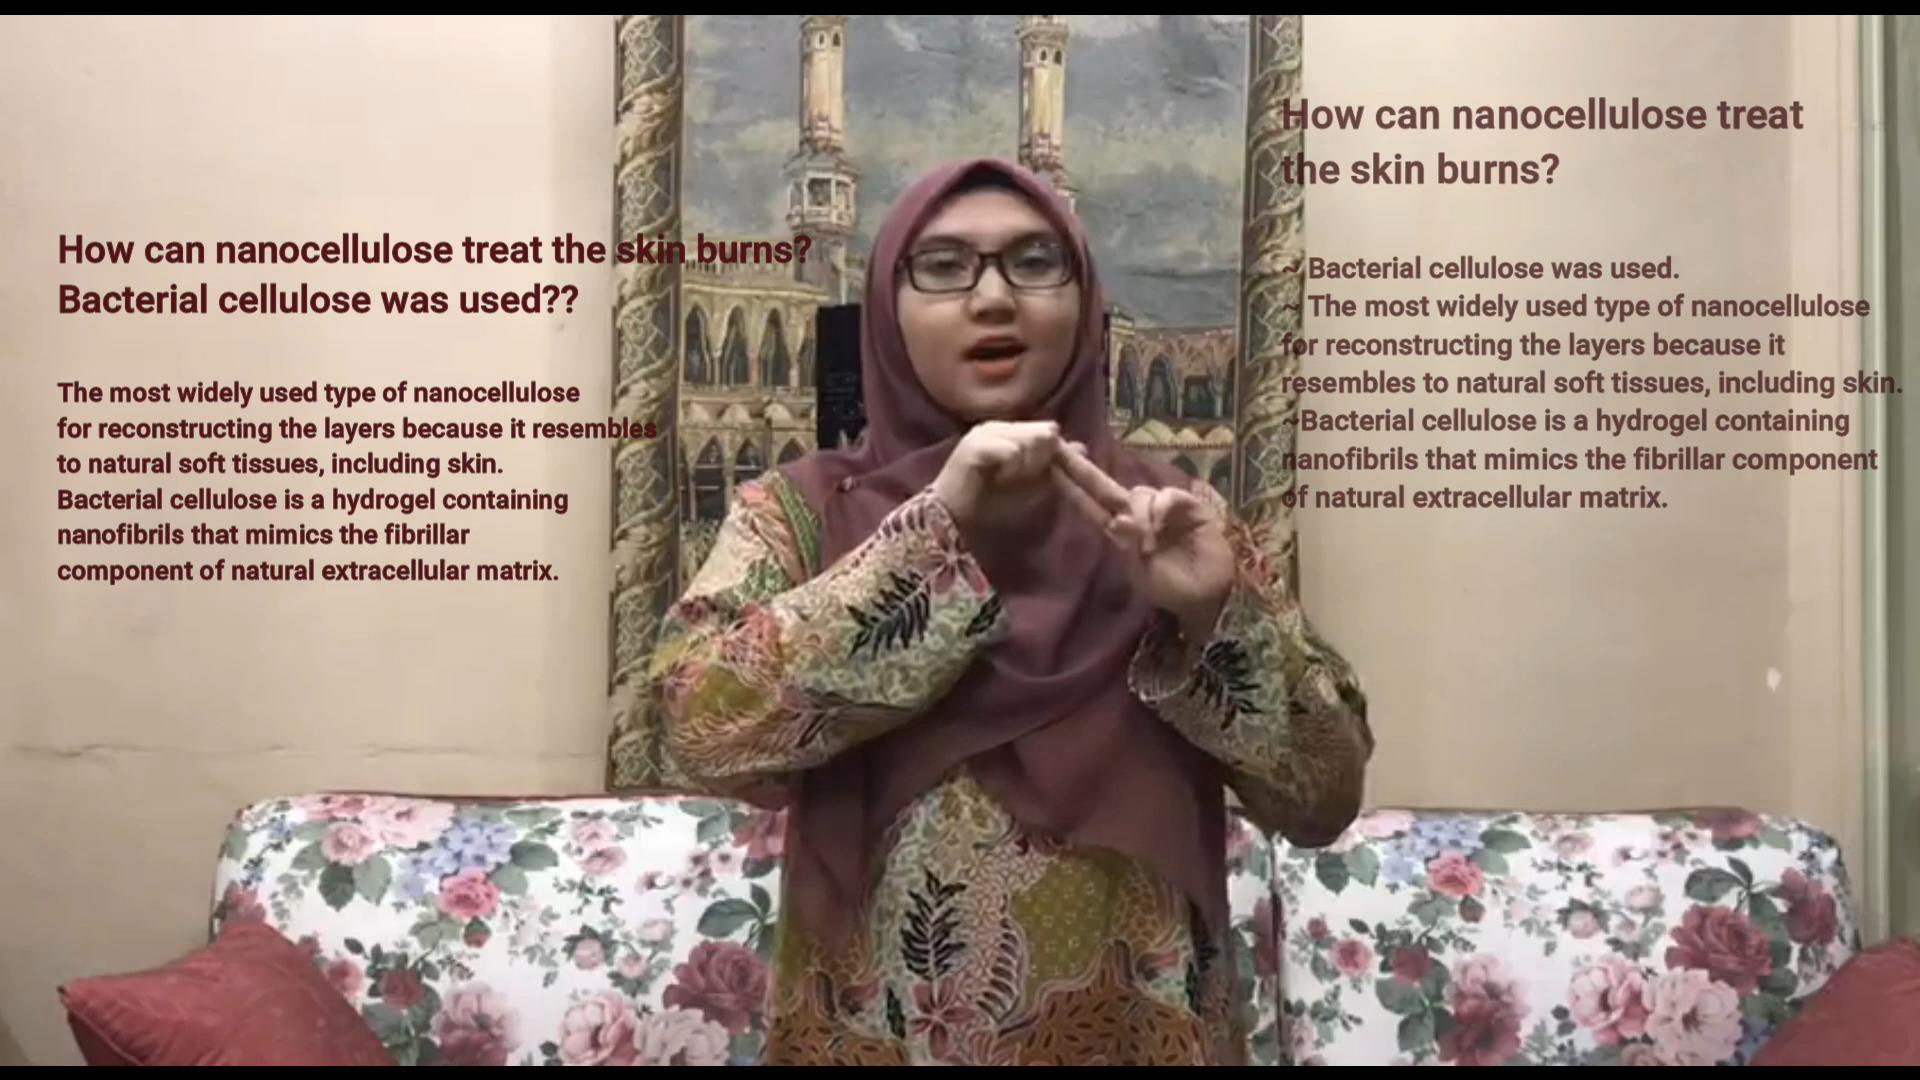 How can nanocellulose treat the skin burns?
Bacterial cellulose was used??
The most widely used type of nanocellulose
for reconstructing the layers because it resembles
to natural soft tissues, including skin.
Bacterial cellulose is a hydrogel containing
nanofibrils that mimics the fibrillar
component of natural extracellular matrix.
How can nanocellulose treat
the skin burns?
~ Bacterial cellulose was used.
~ The most widely used type of nanocellulose
for reconstructing the layers because it
resembles to natural soft tissues, including skin.
~Bacterial cellulose is a hydrogel containing
nanofibrils that mimics the fibrillar component
of natural extracellular matrix.